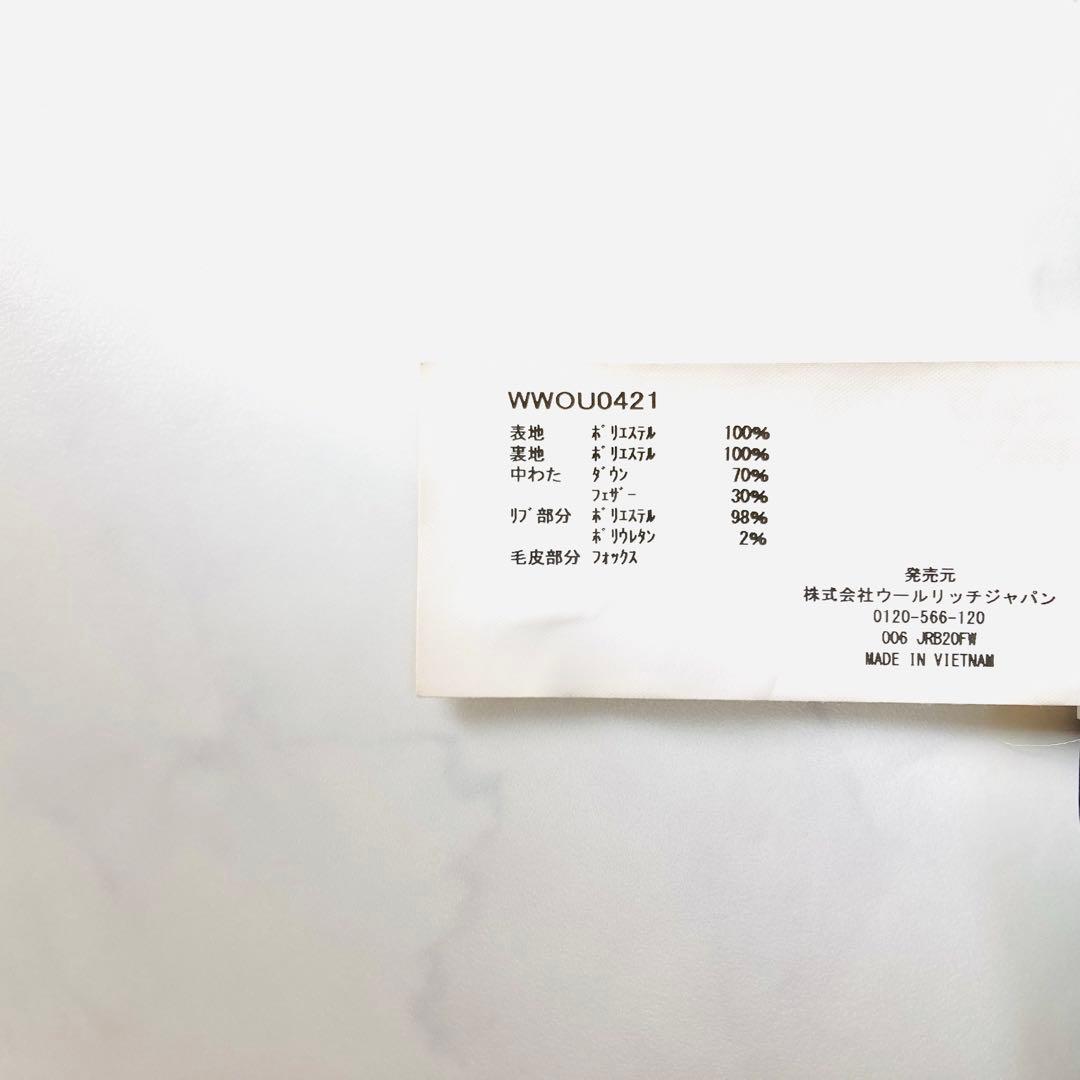 WWOU0421
表地 ﾎﾟﾘｴｽﾃﾙ 100%
裏地 ﾎﾟﾘｴｽﾃﾙ 100%
中わた ﾀﾞｳﾝ 70%
ﾌｪｻﾞｰ 30%
ﾘﾌﾞ部分 ﾎﾟﾘｴｽﾃﾙ 98%
ﾎﾟﾘｳﾚﾀﾝ 2%
毛皮部分 ﾌｫｯｸｽ
発売元
株式会社ウールリッチジャパン
0120-566-120
006 JRB20FW
MADE IN VIETNAM